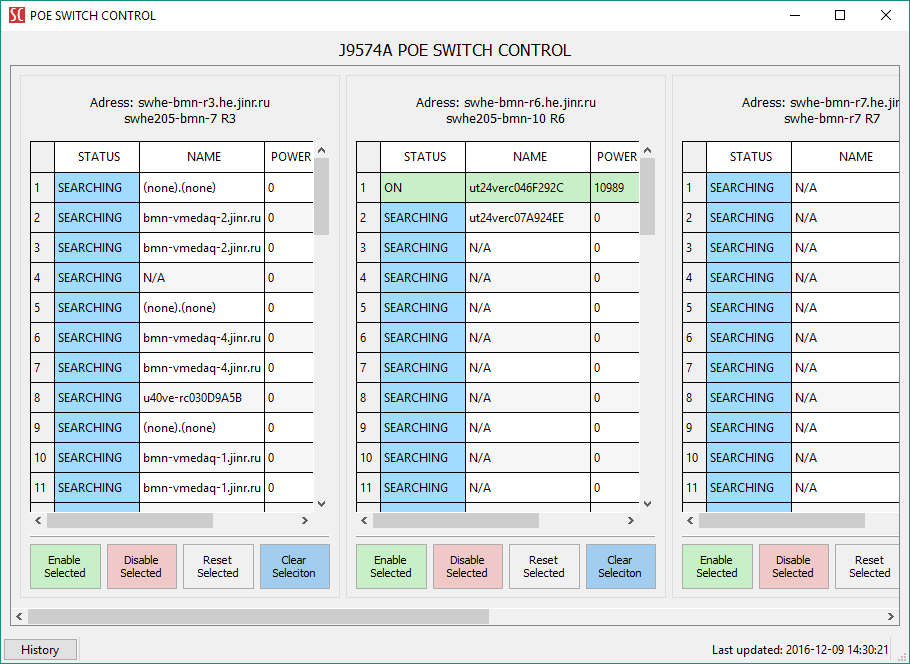 SC POE SWITCH CONTROL
J9574A POE SWITCH CONTROL
Adress: swhe-bmn-r3.he.jinr.ru
swhe205-bmn-7 R3
STATUS NAME POWER
1 SEARCHING (none).(none) 0
2 SEARCHING bmn-vmedaq-2.jinr.ru 0
3 SEARCHING bmn-vmedaq-2.jinr.ru 0
4 SEARCHING N/A 0
5 SEARCHING (none).(none) 0
6 SEARCHING bmn-vmedaq-4.jinr.ru 0
7 SEARCHING bmn-vmedaq-4.jinr.ru 0
8 SEARCHING u40ve-rc030D9A5B 0
9 SEARCHING (none).(none) 0
10 SEARCHING bmn-vmedaq-1.jinr.ru 0
11 SEARCHING bmn-vmedaq-1.jinr.ru 0
Enable Selected
Disable Selected
Reset Selected
Clear Seleciton
Adress: swhe-bmn-r6.he.jinr.ru
swhe205-bmn-10 R6
STATUS NAME POWER
1 ON ut24verc046F292C 10989
2 SEARCHING ut24verc07A924EE 0
3 SEARCHING N/A 0
4 SEARCHING N/A 0
5 SEARCHING N/A 0
6 SEARCHING N/A 0
7 SEARCHING N/A 0
8 SEARCHING N/A 0
9 SEARCHING N/A 0
10 SEARCHING N/A 0
11 SEARCHING N/A 0
Enable Selected
Disable Selected
Reset Selected
Clear Seleciton
Adress: swhe-bmn-r7.he.jin
swhe-bmn-r7 R7
STATUS NAME
1 SEARCHING N/A
2 SEARCHING N/A
3 SEARCHING N/A
4 SEARCHING N/A
5 SEARCHING N/A
6 SEARCHING N/A
7 SEARCHING N/A
8 SEARCHING N/A
9 SEARCHING N/A
10 SEARCHING N/A
11 SEARCHING N/A
Enable Selected
Disable Selected
Reset Selected
History
Last updated: 2016-12-09 14:30:21